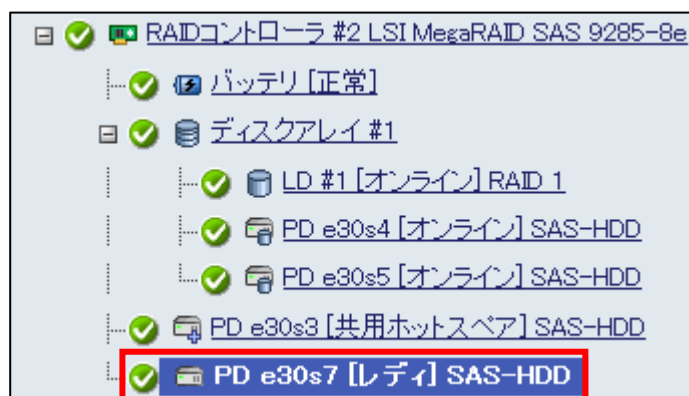 RAIDコントローラ #2 LSI MegaRAID SAS 9285-8e
バッテリ [正常]
ディスクアレイ #1
LD #1 [オンライン] RAID 1
PD e30s4 [オンライン] SAS-HDD
PD e30s5 [オンライン] SAS-HDD
PD e30s3 [共用ホットスペア] SAS-HDD
PD e30s7 [レディ] SAS-HDD